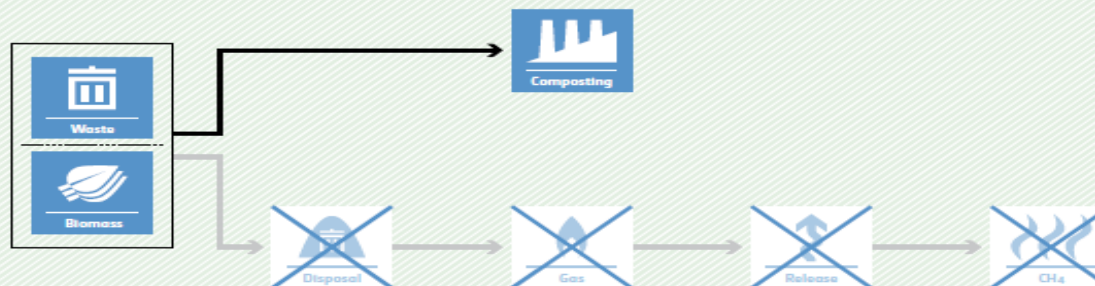 Composting
Waste
Biomass
Disposal
Gas
Release
CH4